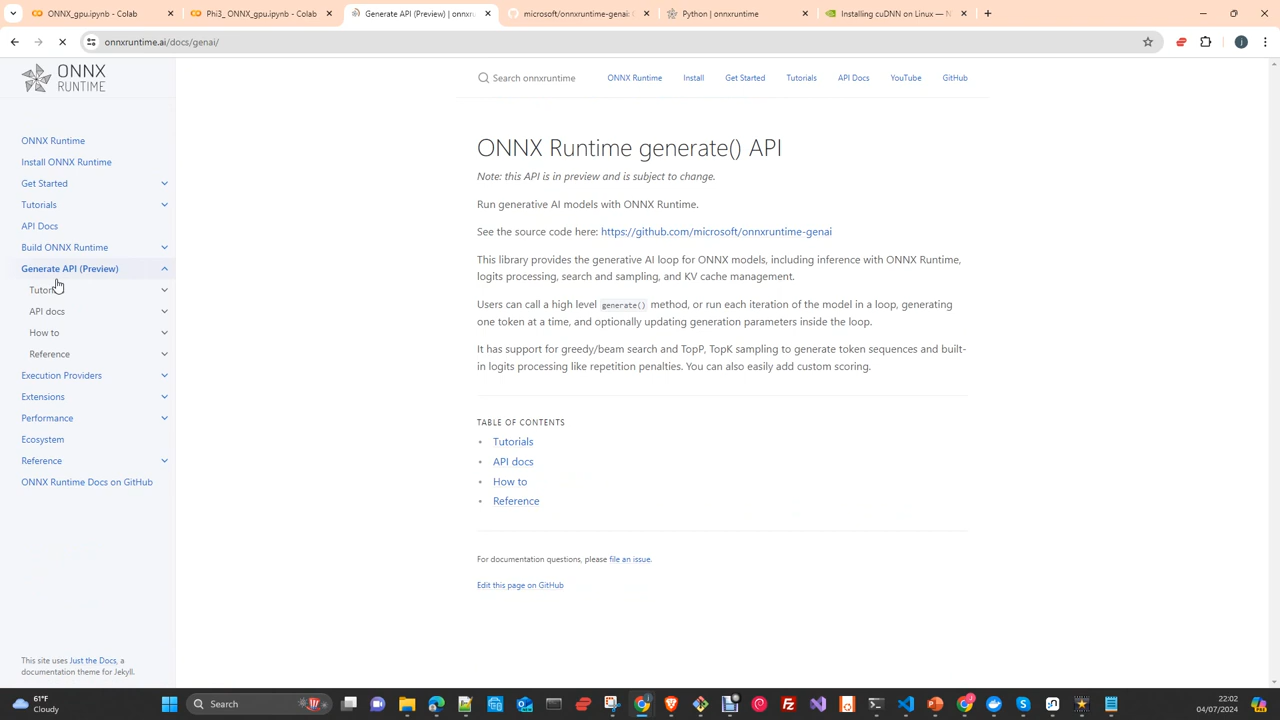 ONNX_gpu.ipynb - Colab
Phi3_ ONNX_gpu.ipynb - Colab
Generate API (Preview) | onnxru
microsoft/onnxruntime-genai: G
Python | onnxruntime
Installing cuDNN on Linux — N
onnxruntime.ai/docs/genai/
ONNX
RUNTIME
Search onnxruntime
ONNX Runtime
Install
Get Started
Tutorials
API Docs
YouTube
GitHub
ONNX Runtime
Install ONNX Runtime
Get Started
Tutorials
API Docs
Build ONNX Runtime
Generate API (Preview)
API docs
How to
Reference
Execution Providers
Extensions
Performance
Ecosystem
Reference
ONNX Runtime Docs on GitHub
This site uses Just the Docs, a
documentation theme for Jekyll.
ONNX Runtime generate() API
Note: this API is in preview and is subject to change.
Run generative AI models with ONNX Runtime.
See the source code here: https://github.com/microsoft/onnxruntime-genai
This library provides the generative AI loop for ONNX models, including inference with ONNX Runtime,
logits processing, search and sampling, and KV cache management.
Users can call a high level generate() method, or run each iteration of the model in a loop, generating
one token at a time, and optionally updating generation parameters inside the loop.
It has support for greedy/beam search and TopP, TopK sampling to generate token sequences and built-
in logits processing like repetition penalties. You can also easily add custom scoring.
TABLE OF CONTENTS
Tutorials
API docs
How to
Reference
For documentation questions, please file an issue.
Edit this page on GitHub
61°F
Cloudy
Search
22:02
04/07/2024